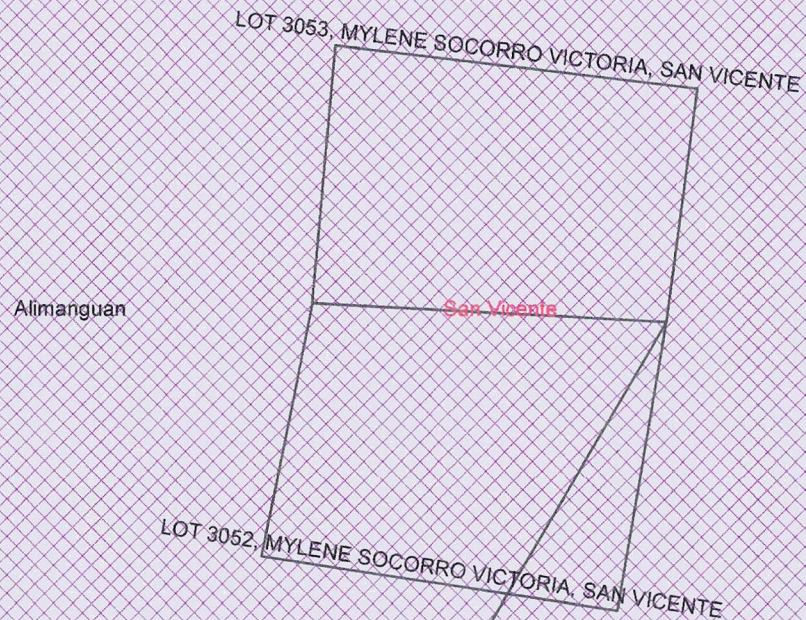 LOT 3053, MYLENE SOCORRO VICTORIA, SAN VICENTE
Alimanguan
San Vicente
LOT 3052, MYLENE SOCORRO VICTORIA, SAN VICENTE